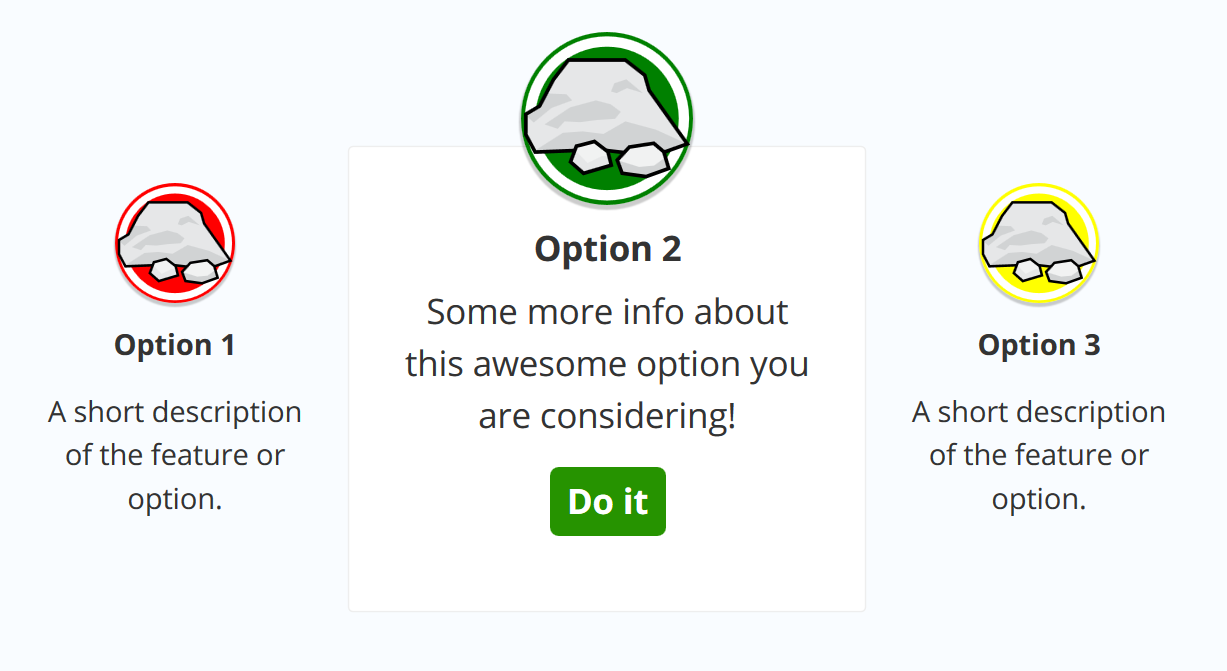 Option 1
A short description
of the feature or
option.
Option 2
Some more info about
this awesome option you
are considering!
Do it
Option 3
A short description
of the feature or
option.